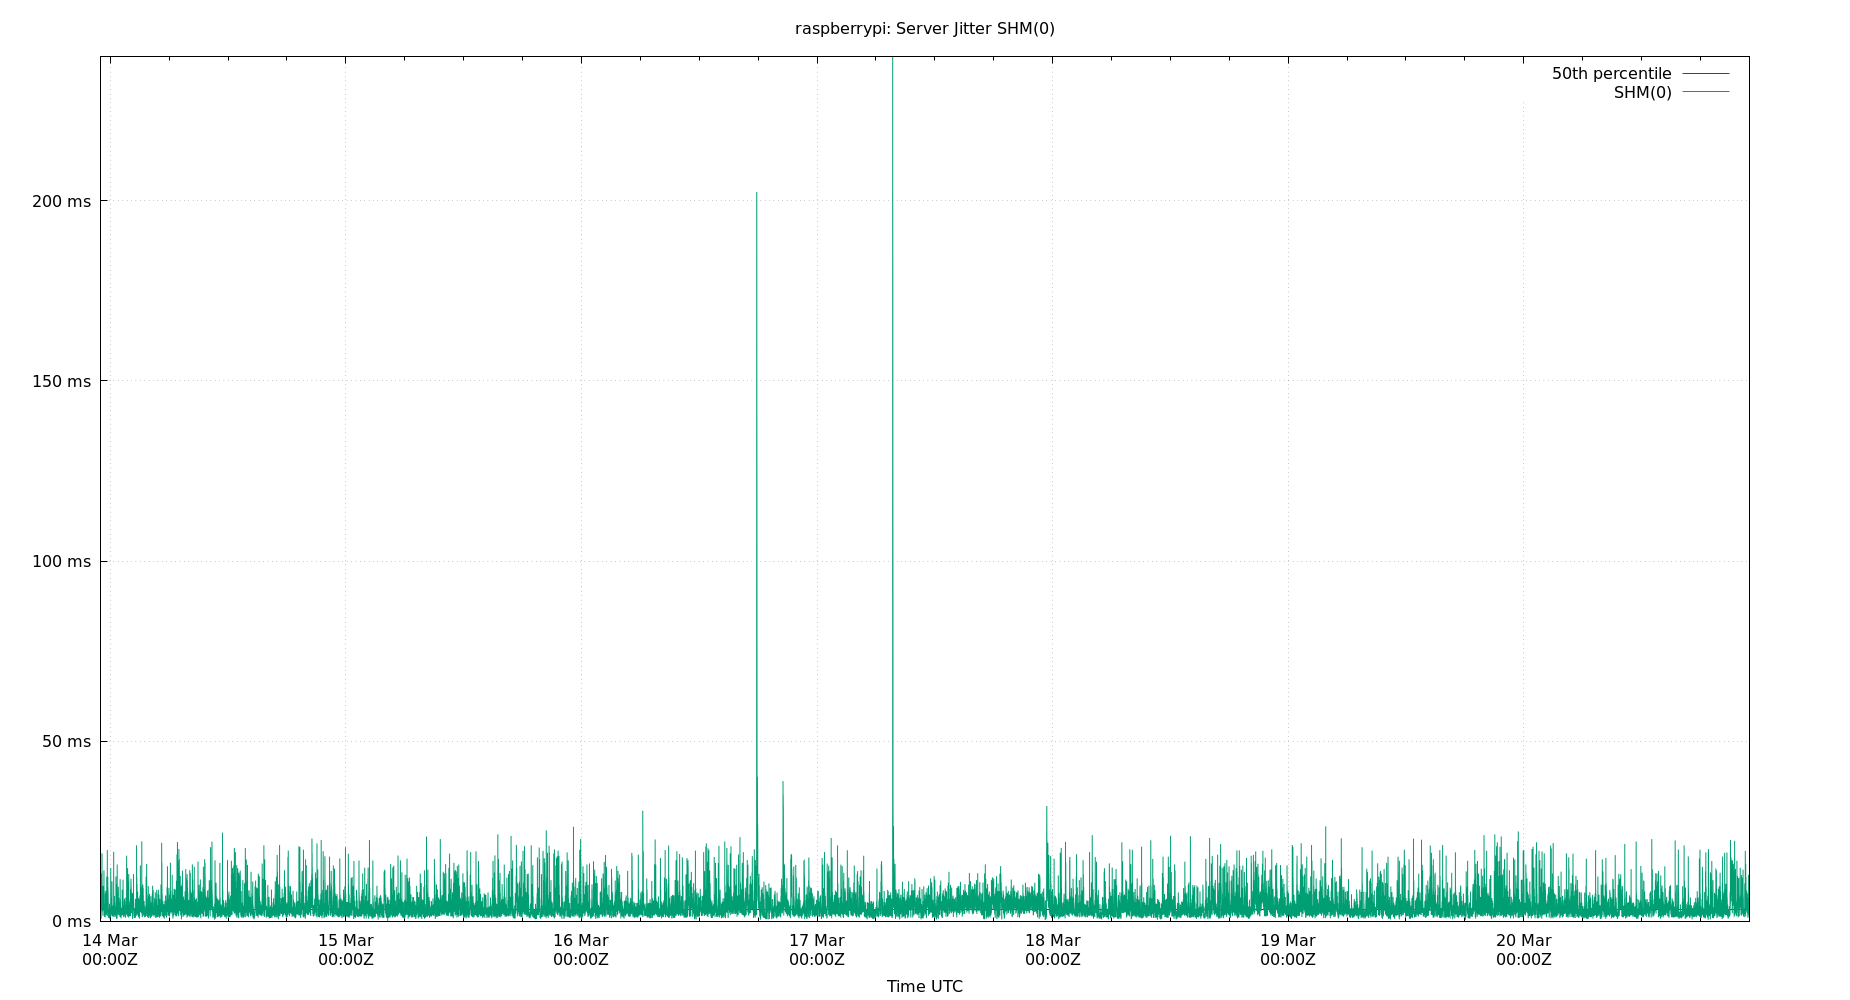 raspberrypi: Server Jitter SHM(0)
50th percentile
SHM(0)
200 ms
150 ms
100 ms
50 ms
0 ms
14 Mar 15 Mar 16 Mar 17 Mar 18 Mar 19 Mar 20 Mar
00:00Z 00:00Z 00:00Z 00:00Z 00:00Z 00:00Z 00:00Z
Time UTC